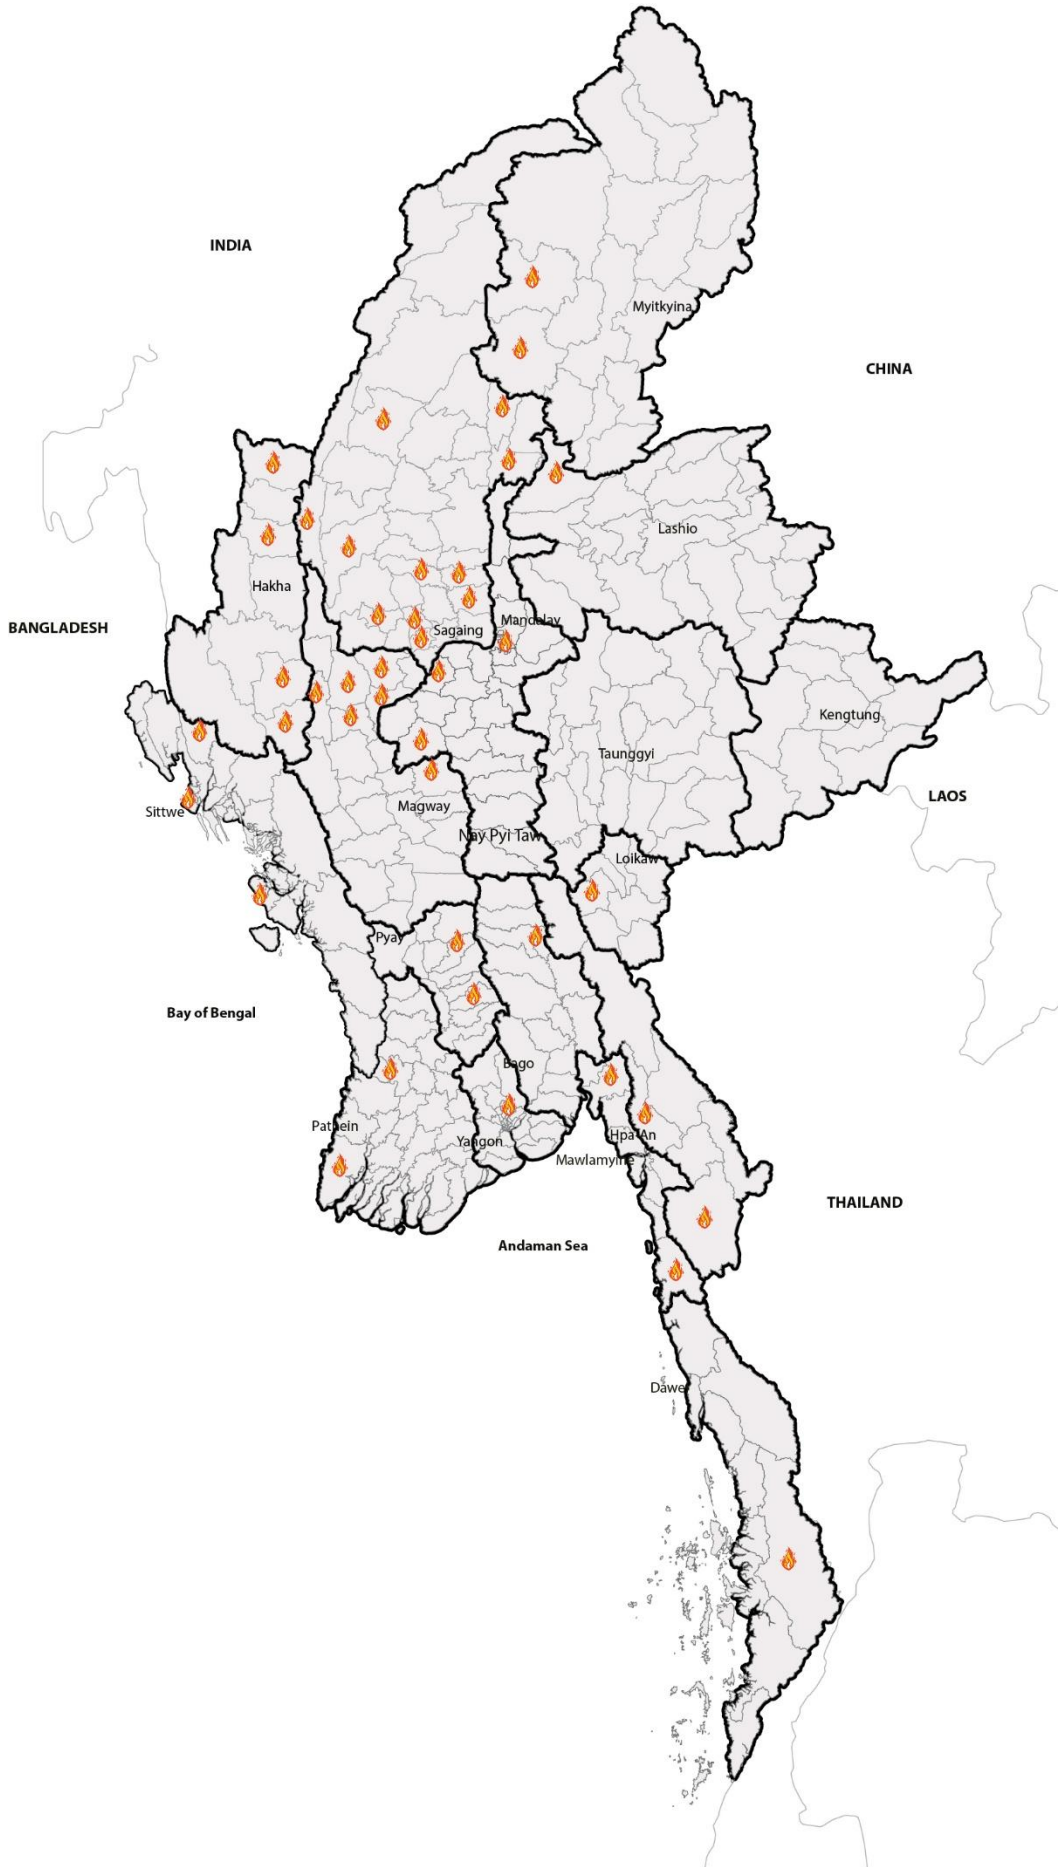 INDIA
Myitkyina
CHINA
Lashio
Hakha
Mandalay
BANGLADESH
Sagaing
Kengtung
Taunggyi
LAOS
Magway
Sittwe
Nay Pyi Taw
Loikaw
Pyay
Bay of Bengal
Bago
Pathein
Hpa-An
Yangon
Mawlamyine
THAILAND
Andaman Sea
Dawei